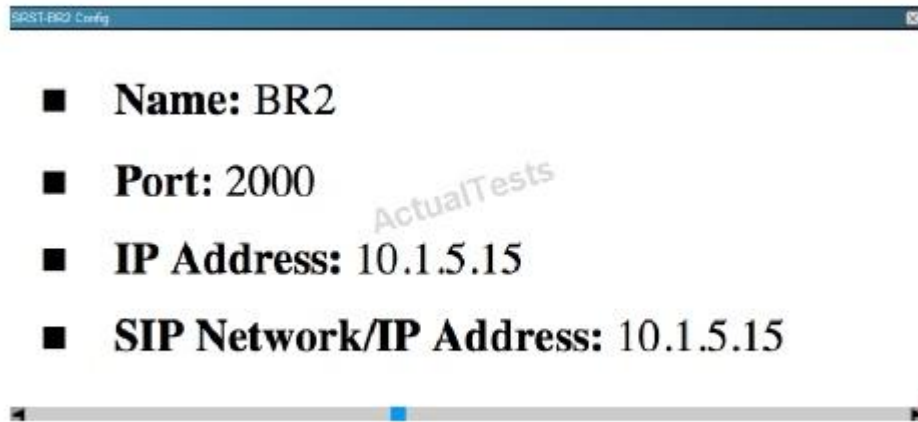 SRST-BR2 Config
Name: BR2
Port: 2000
ActualTests
IP Address: 10.1.5.15
SIP Network/IP Address: 10.1.5.15